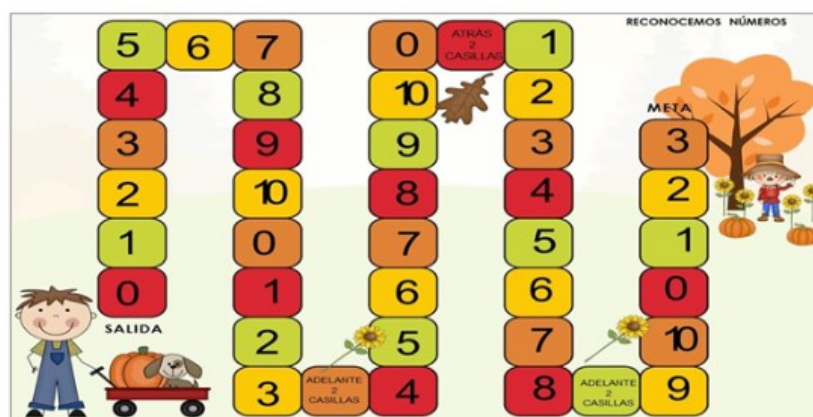 RECONOCEMOS NÚMEROS
5 6 7 0 ATRÁS 2 CASILLAS 1
4 8 10 2
META
3 9 9 3 3
2 10 8 4 2
1 0 7 5 1
0 1 6 6 0
SALIDA
2 5 7 10
3 ADELANTE 2 CASILLAS 4 8 ADELANTE 2 CASILLAS 9